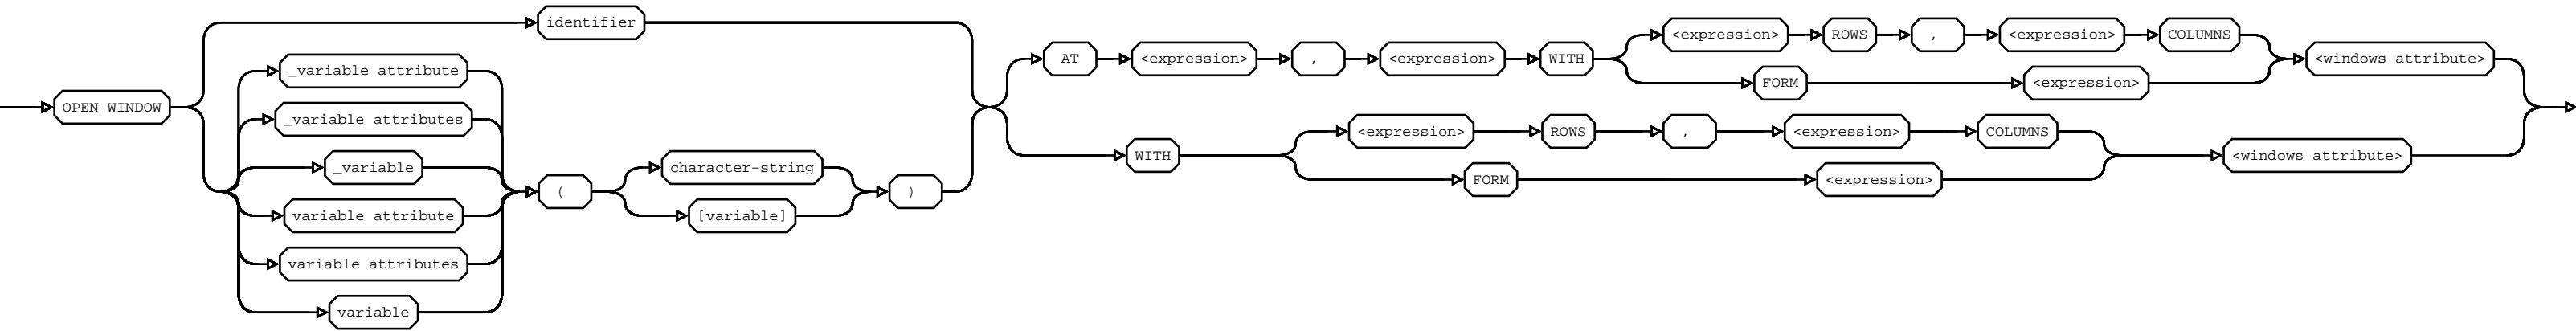 identifier
<expression> ROWS , <expression> COLUMNS
AT <expression> , <expression> WITH <windows attribute>
_variable attribute
FORM <expression>
OPEN WINDOW
_variable attributes
<expression> ROWS , <expression> COLUMNS
WITH <windows attribute>
_variable character-string
FORM <expression>
( )
variable attribute [variable]
variable attributes
variable